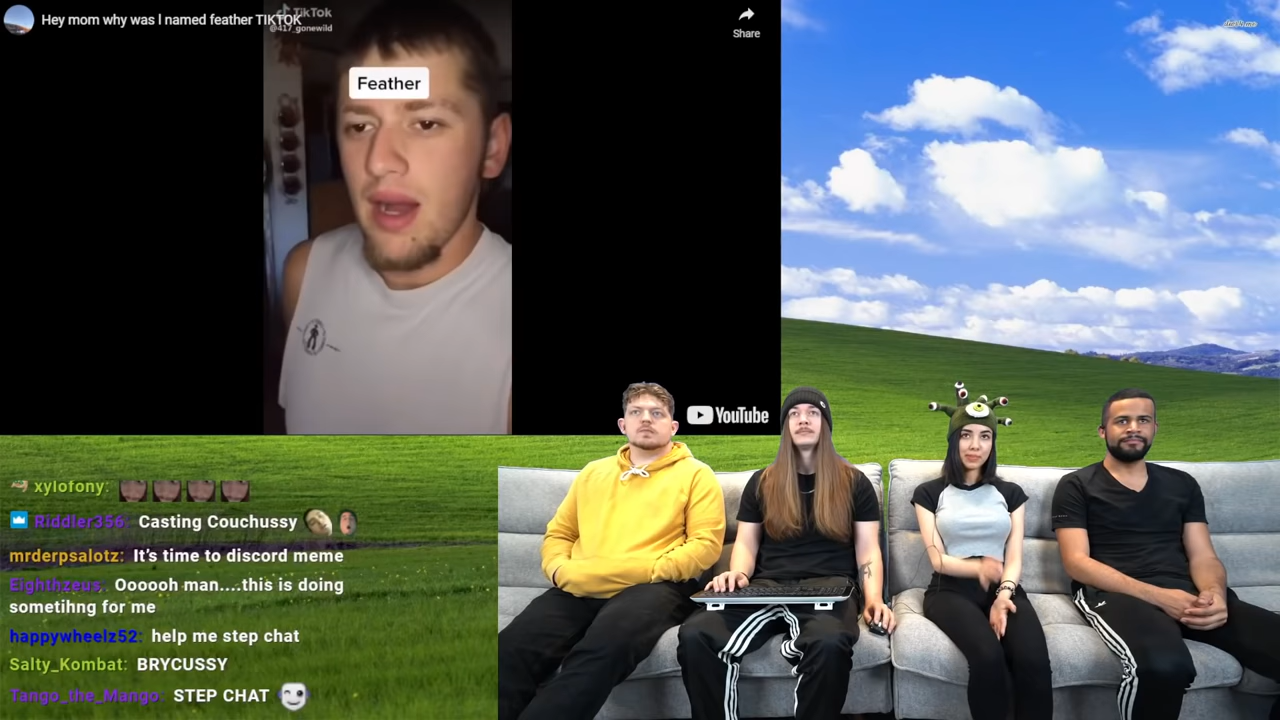 Hey mom why was I named feather TIKTOK
TikTok
@417_gonewild
Share
Feather
YouTube
xylofony:
Riddler356: Casting Couchussy
mrderpsalotz: It's time to discord meme
Eighthzeus: Oooooh man....this is doing
sometihng for me
happywheelz52: help me step chat
Salty_Kombat: BRYCUSSY
Tango_the_Mango: STEP CHAT